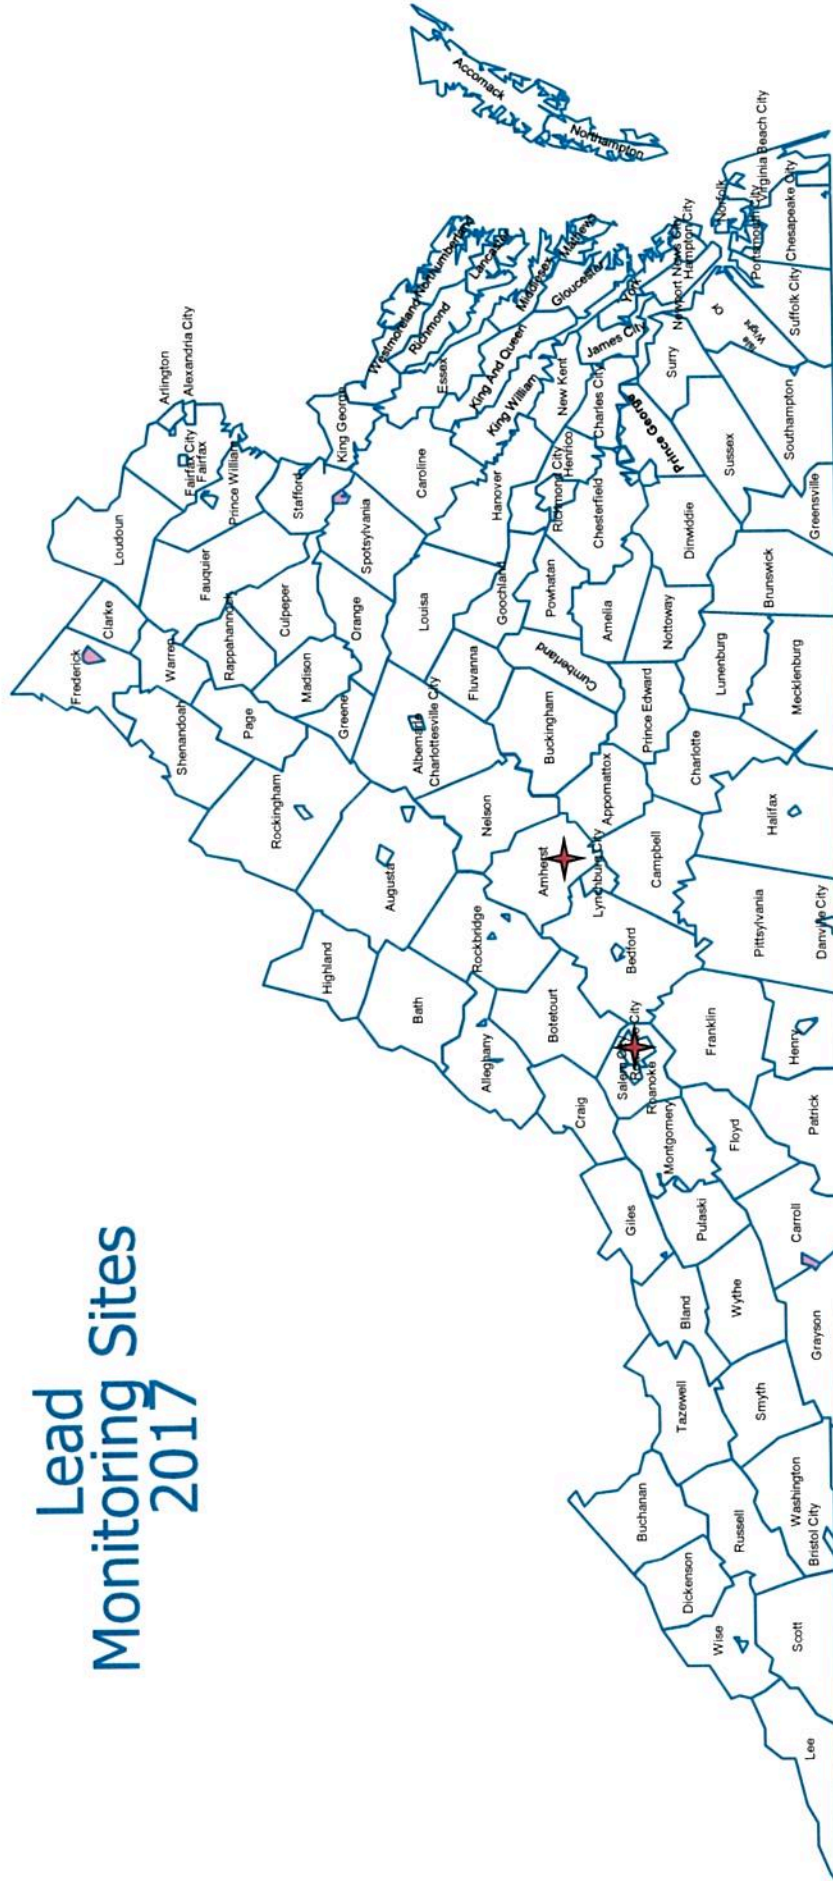 Lead
Monitoring Sites
2017
Frederick
Clarke
Loudoun
Warren
Shenandoah
Fauquier
Arlington
Alexandria City
Fairfax City
Fairfax
Prince William
Rappahannock
Page
Culpeper
Stafford
Rockingham
Madison
Greene
Orange
King George
Spotsylvania
Highland
Augusta
Albemarle
Charlottesville City
Louisa
Caroline
Westmoreland
Northumberland
Richmond
Essex
Lancaster
Accomack
Northampton
Bath
Rockbridge
Nelson
Fluvanna
Goochland
Hanover
King And Queen
King William
Middlesex
Mathews
Gloucester
Alleghany
Botetourt
Amherst
Buckingham
Cumberland
Powhatan
Richmond City
Henrico
New Kent
Charles City
James City
York
Newport News City
Hampton City
Craig
Salem
City
Roanoke
Bedford
Lynchburg City
Appomattox
Prince Edward
Amelia
Chesterfield
Prince George
Surry
Isle
Wight
Of
Norfolk
Portsmouth City
Virginia Beach City
Chesapeake City
Suffolk City
Giles
Montgomery
Campbell
Charlotte
Nottoway
Dinwiddie
Sussex
Southampton
Buchanan
Tazewell
Bland
Pulaski
Floyd
Franklin
Pittsylvania
Halifax
Lunenburg
Mecklenburg
Brunswick
Greensville
Dickenson
Wise
Russell
Smyth
Wythe
Carroll
Patrick
Henry
Danville City
Lee
Scott
Washington
Bristol City
Grayson